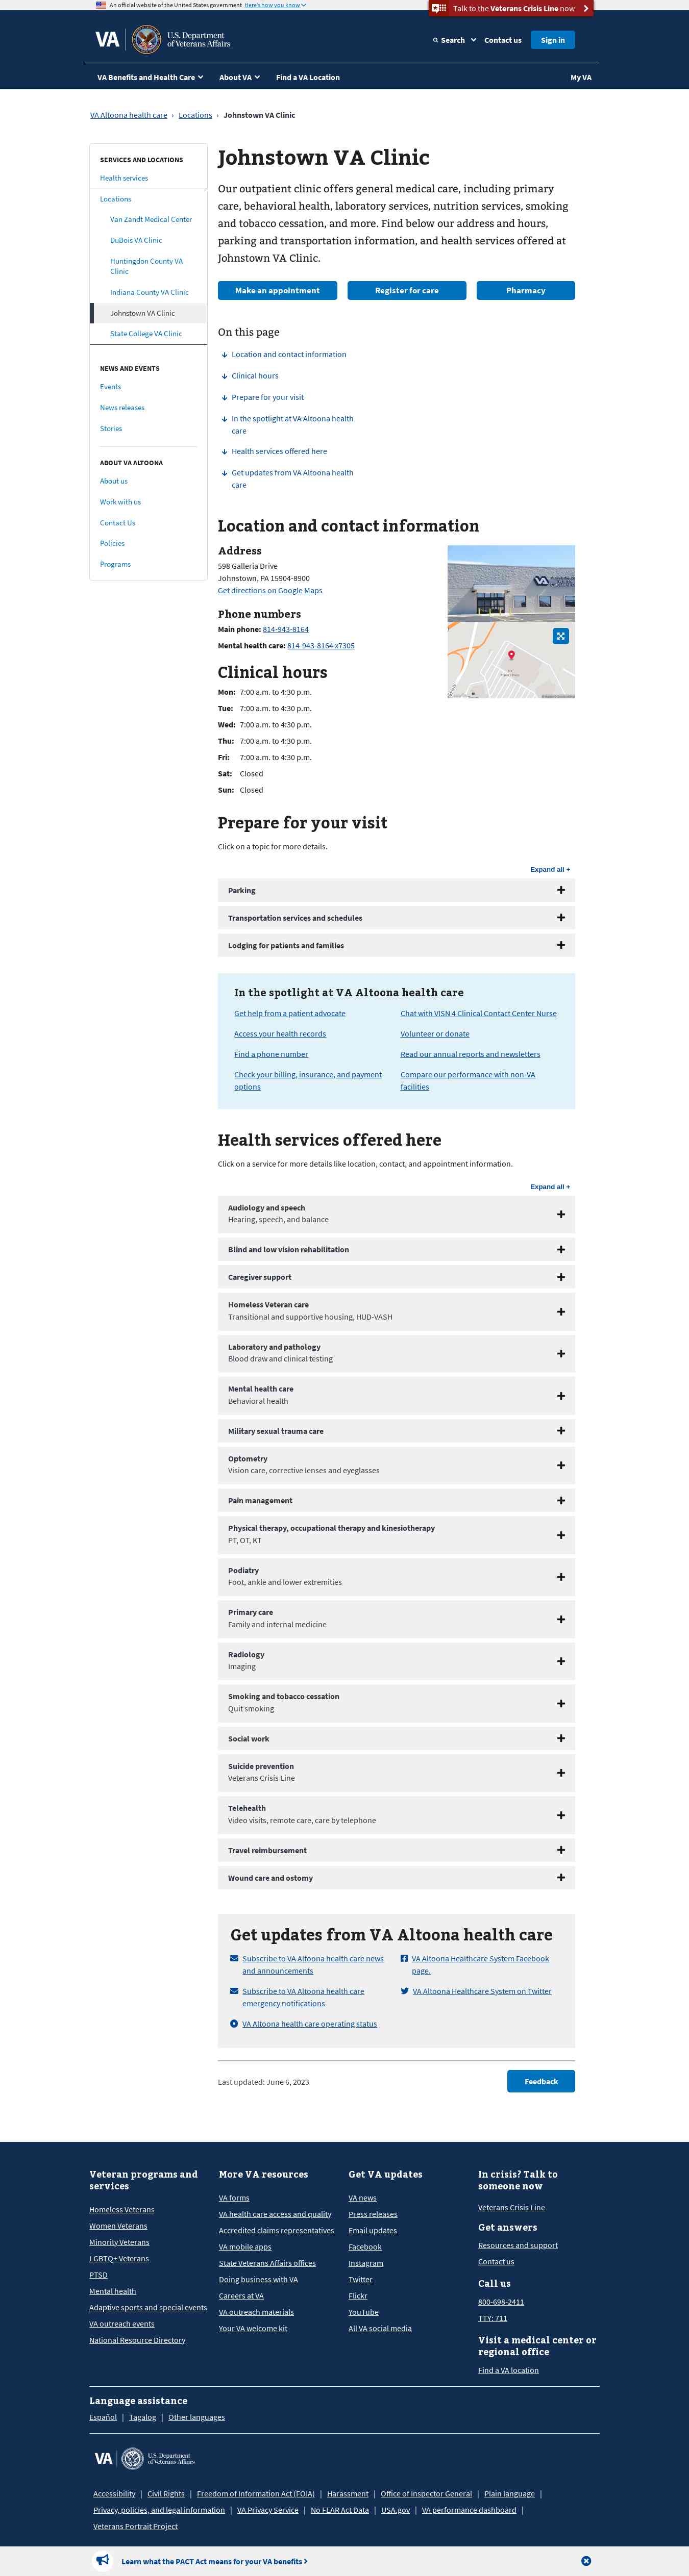 An official website of the United States government Here's how you know
Talk to the Veterans Crisis Line now
VA
U.S. Department
of Veterans Affairs
Search
Contact us
Sign in
VA Benefits and Health Care
About VA
Find a VA Location
My VA
VA Altoona health care › Locations › Johnstown VA Clinic
SERVICES AND LOCATIONS
Health services
Locations
Van Zandt Medical Center
DuBois VA Clinic
Huntingdon County VA
Clinic
Indiana County VA Clinic
Johnstown VA Clinic
State College VA Clinic
NEWS AND EVENTS
Events
News releases
Stories
ABOUT VA ALTOONA
About us
Work with us
Contact Us
Policies
Programs
Johnstown VA Clinic
Our outpatient clinic offers general medical care, including primary
care, behavioral health, laboratory services, nutrition services, smoking
and tobacco cessation, and more. Find below our address and hours,
parking and transportation information, and health services offered at
Johnstown VA Clinic.
Make an appointment
Register for care
Pharmacy
On this page
Location and contact information
Clinical hours
Prepare for your visit
In the spotlight at VA Altoona health
care
Health services offered here
Get updates from VA Altoona health
care
Location and contact information
Address
598 Galleria Drive
Johnstown, PA 15904-8900
Get directions on Google Maps
Phone numbers
Main phone: 814-943-8164
Mental health care: 814-943-8164 x7305
VA
Clinical hours
Mon: 7:00 a.m. to 4:30 p.m.
Tue: 7:00 a.m. to 4:30 p.m.
Wed: 7:00 a.m. to 4:30 p.m.
Thu: 7:00 a.m. to 4:30 p.m.
Fri: 7:00 a.m. to 4:30 p.m.
Sat: Closed
Sun: Closed
Prepare for your visit
Click on a topic for more details.
Expand all +
Parking
Transportation services and schedules
Lodging for patients and families
In the spotlight at VA Altoona health care
Get help from a patient advocate
Access your health records
Find a phone number
Check your billing, insurance, and payment
options
Chat with VISN 4 Clinical Contact Center Nurse
Volunteer or donate
Read our annual reports and newsletters
Compare our performance with non-VA
facilities
Health services offered here
Click on a service for more details like location, contact, and appointment information.
Expand all +
Audiology and speech
Hearing, speech, and balance
Blind and low vision rehabilitation
Caregiver support
Homeless Veteran care
Transitional and supportive housing, HUD-VASH
Laboratory and pathology
Blood draw and clinical testing
Mental health care
Behavioral health
Military sexual trauma care
Optometry
Vision care, corrective lenses and eyeglasses
Pain management
Physical therapy, occupational therapy and kinesiotherapy
PT, OT, KT
Podiatry
Foot, ankle and lower extremities
Primary care
Family and internal medicine
Radiology
Imaging
Smoking and tobacco cessation
Quit smoking
Social work
Suicide prevention
Veterans Crisis Line
Telehealth
Video visits, remote care, care by telephone
Travel reimbursement
Wound care and ostomy
Get updates from VA Altoona health care
Subscribe to VA Altoona health care news
and announcements
Subscribe to VA Altoona health care
emergency notifications
VA Altoona health care operating status
VA Altoona Healthcare System Facebook
page.
VA Altoona Healthcare System on Twitter
Last updated: June 6, 2023
Feedback
Veteran programs and
services
Homeless Veterans
Women Veterans
Minority Veterans
LGBTQ+ Veterans
PTSD
Mental health
Adaptive sports and special events
VA outreach events
National Resource Directory
More VA resources
VA forms
VA health care access and quality
Accredited claims representatives
VA mobile apps
State Veterans Affairs offices
Doing business with VA
Careers at VA
VA outreach materials
Your VA welcome kit
Get VA updates
VA news
Press releases
Email updates
Facebook
Instagram
Twitter
Flickr
YouTube
All VA social media
In crisis? Talk to
someone now
Veterans Crisis Line
Get answers
Resources and support
Contact us
Call us
800-698-2411
TTY: 711
Visit a medical center or
regional office
Find a VA location
Language assistance
Español | Tagalog | Other languages
VA
U.S. Department
of Veterans Affairs
Accessibility | Civil Rights | Freedom of Information Act (FOIA) | Harassment | Office of Inspector General | Plain language |
Privacy, policies, and legal information | VA Privacy Service | No FEAR Act Data | USA.gov | VA performance dashboard |
Veterans Portrait Project
Learn what the PACT Act means for your VA benefits